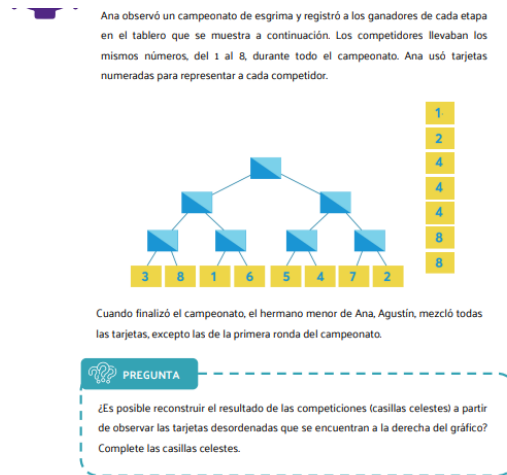 Ana observó un campeonato de esgrima y registró a los ganadores de cada etapa
en el tablero que se muestra a continuación. Los competidores llevaban los
mismos números, del 1 al 8, durante todo el campeonato. Ana usó tarjetas
numeradas para representar a cada competidor.
1
2
4
4
4
8
8
3 8 1 6 5 4 7 2
Cuando finalizó el campeonato, el hermano menor de Ana, Agustín, mezcló todas
las tarjetas, excepto las de la primera ronda del campeonato.
PREGUNTA
¿Es posible reconstruir el resultado de las competiciones (casillas celestes) a partir
de observar las tarjetas desordenadas que se encuentran a la derecha del gráfico?
Complete las casillas celestes.